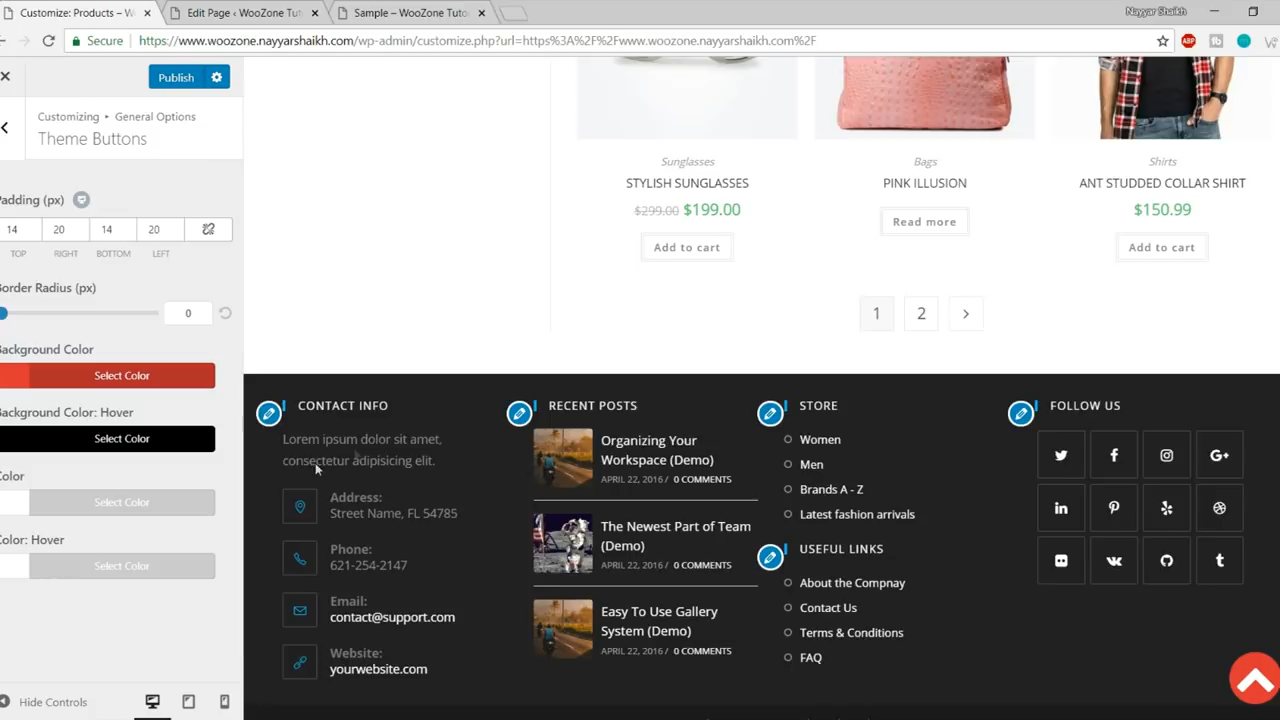 Customize: Products – W
Edit Page ‹ WooZone Tut
Sample – WooZone Tuto
Nayyar Shaikh
Secure
https://www.woozone.nayyarshaikh.com/wp-admin/customize.php?url=https%3A%2F%2Fwww.woozone.nayyarshaikh.com%2F
ABP
Publish
Customizing • General Options
Theme Buttons
Padding (px)
14 20 14 20
TOP RIGHT BOTTOM LEFT
Border Radius (px)
0
Background Color
Select Color
Background Color: Hover
Select Color
Color
Select Color
Color: Hover
Select Color
Hide Controls
Sunglasses
STYLISH SUNGLASSES
$299.00 $199.00
Add to cart
Bags
PINK ILLUSION
Read more
Shirts
ANT STUDDED COLLAR SHIRT
$150.99
Add to cart
1 2 >
CONTACT INFO
Lorem ipsum dolor sit amet,
consectetur adipisicing elit.
Address:
Street Name, FL 54785
Phone:
621-254-2147
Email:
contact@support.com
Website:
yourwebsite.com
RECENT POSTS
Organizing Your
Workspace (Demo)
APRIL 22, 2016 / 0 COMMENTS
The Newest Part of Team
(Demo)
APRIL 22, 2016 / 0 COMMENTS
Easy To Use Gallery
System (Demo)
APRIL 22, 2016 / 0 COMMENTS
STORE
Women
Men
Brands A - Z
Latest fashion arrivals
USEFUL LINKS
About the Compnay
Contact Us
Terms & Conditions
FAQ
FOLLOW US